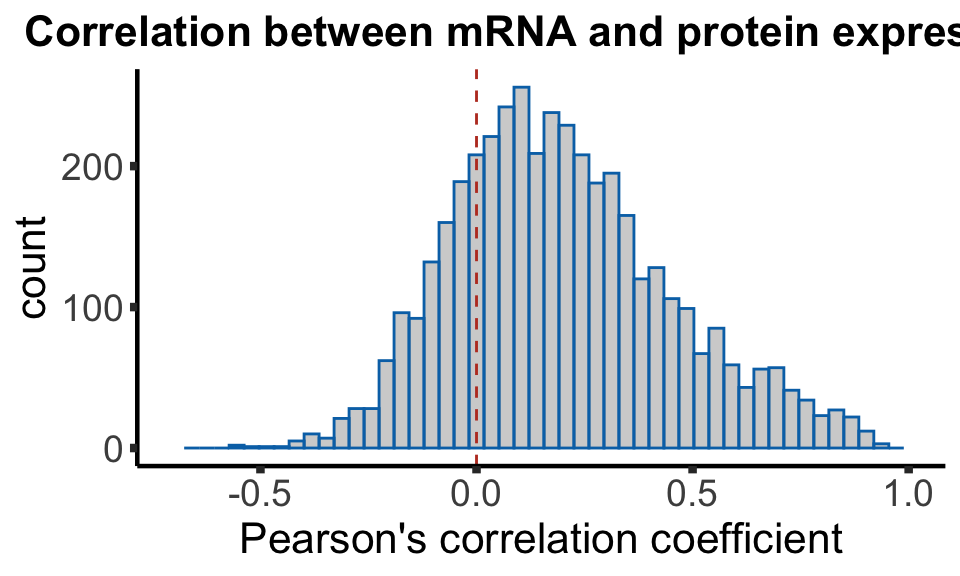 Correlation between mRNA and protein expres
200
100
0
count
-0.5 0.0 0.5 1.0
Pearson's correlation coefficient